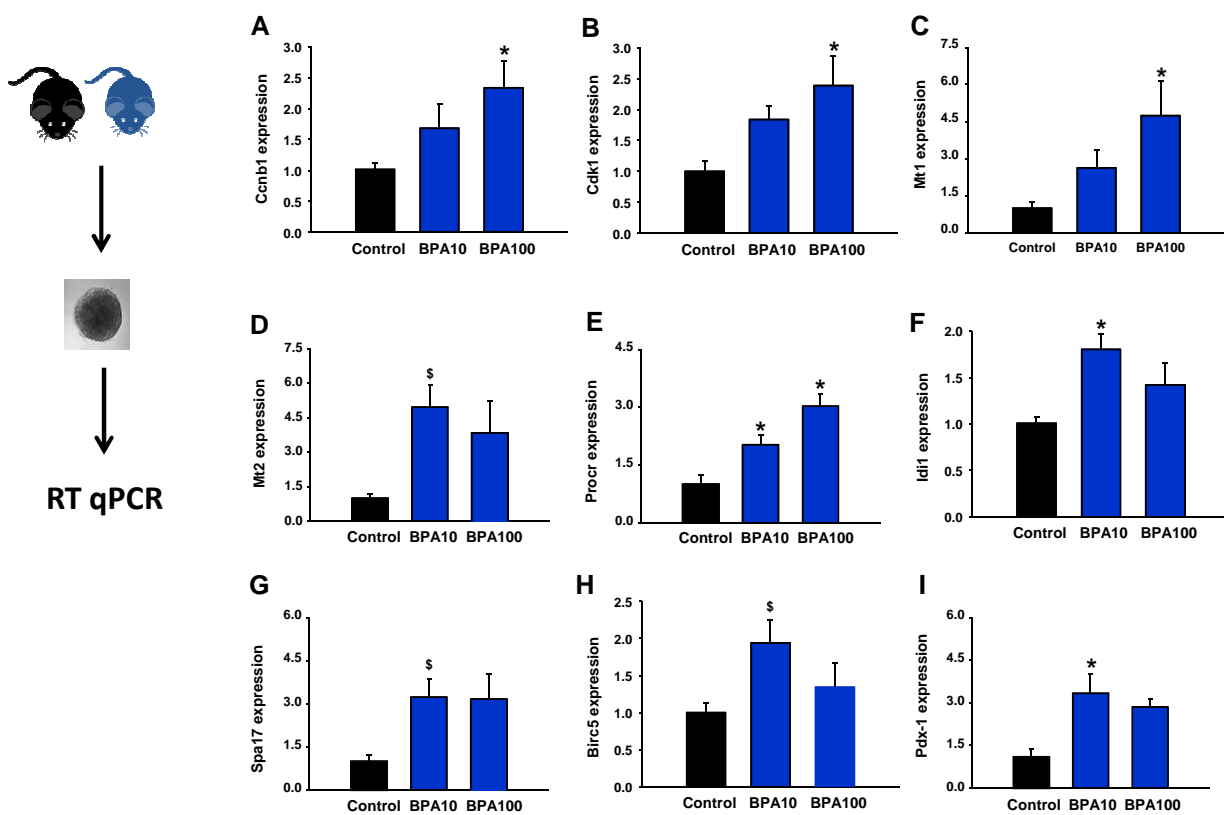 A
Ccnb1 expression
3.0
2.5
2.0
1.5
1.0
0.5
0.0
*
Control BPA10 BPA100
B
Cdk1 expression
3.0
2.5
2.0
1.5
1.0
0.5
0.0
*
Control BPA10 BPA100
C
Mt1 expression
7.5
6.0
4.5
3.0
1.5
0.0
*
Control BPA10 BPA100
D
Mt2 expression
7.5
6.0
4.5
3.0
1.5
0.0
$
Control BPA10 BPA100
E
Procr expression
4.5
3.0
1.5
0.0
* *
Control BPA10 BPA100
F
Idi1 expression
2.0
1.5
1.0
0.5
0.0
*
Control BPA10 BPA100
RT qPCR
G
Spa17 expression
6.0
4.5
3.0
1.5
0.0
$
Control BPA10 BPA100
H
Birc5 expression
2.5
2.0
1.5
1.0
0.5
0.0
$
Control BPA10 BPA100
I
Pdx-1 expression
6.0
4.5
3.0
1.5
0.0
*
Control BPA10 BPA100